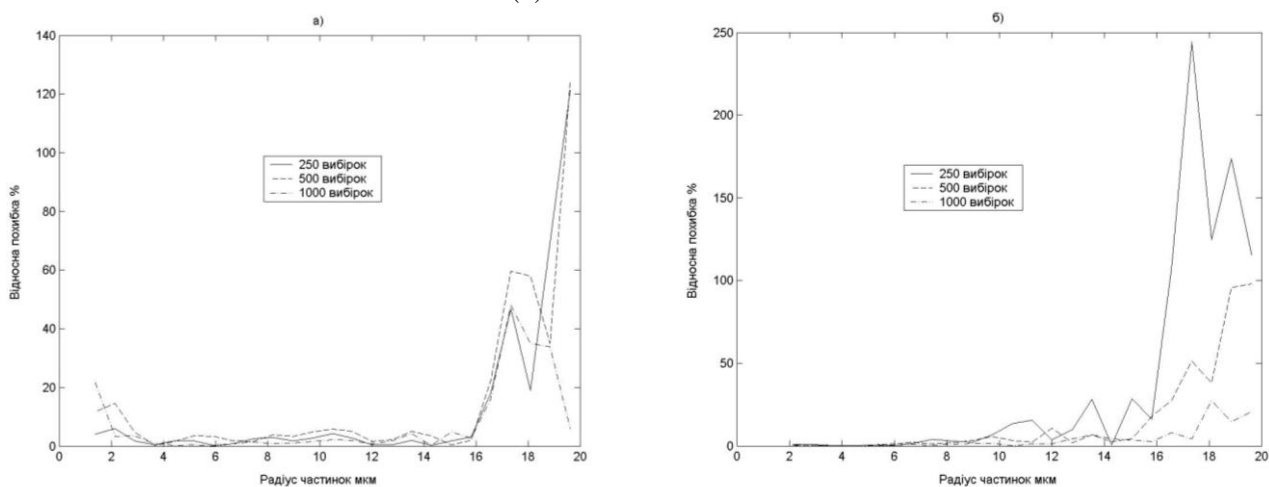 а)
140
120
100
80
60
40
20
0
Відносна похибка %
250 вибірок
500 вибірок
1000 вибірок
0 2 4 6 8 10 12 14 16 18 20
Радіус частинок мкм
б)
250
200
150
100
50
0
Відносна похибка %
250 вибірок
500 вибірок
1000 вибірок
0 2 4 6 8 10 12 14 16 18 20
Радіус частинок мкм